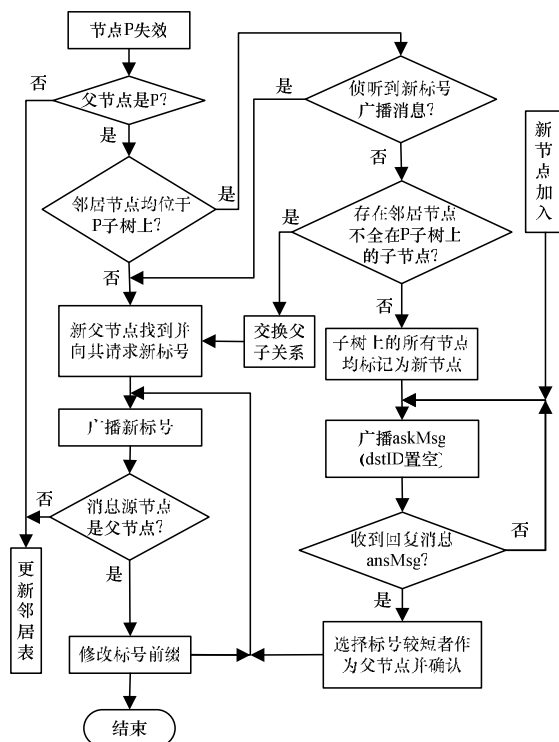 节点P失效
否
父节点是P?
是
邻居节点均位于
P子树上?
是
否
新父节点找到并
向其请求新标号
广播新标号
消息源节点
是父节点?
否
是
更新邻居表
修改标号前缀
结束
侦听到新标号
广播消息?
是
否
存在邻居节点
不全在P子树上
的子节点?
是
否
交换父
子关系
子树上的所有节点
均标记为新节点
新节点加入
广播askMsg
(dstID置空)
收到回复消息
ansMsg?
否
是
选择标号较短者作
为父节点并确认